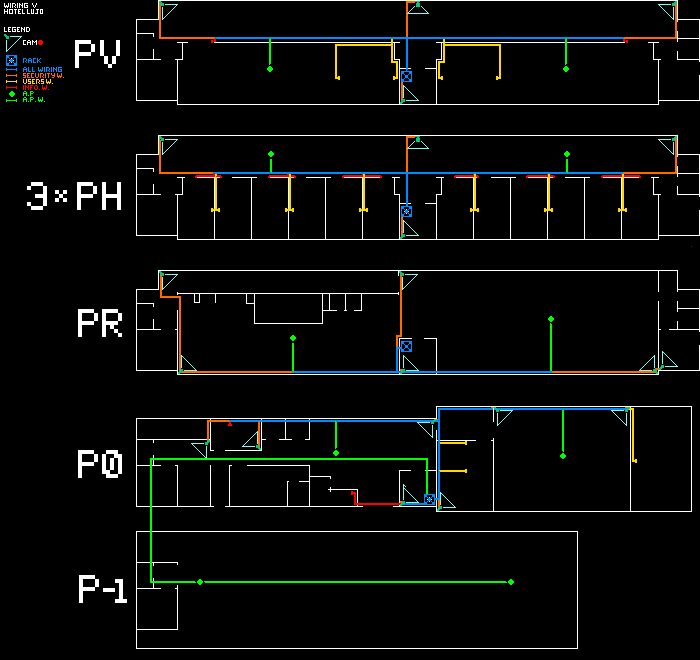 WIRING V
HOTEL LUJO
LEGEND
CAM
RACK
ALL WIRING
SECURITY W.
USERS W.
INFO. W.
A.P
A.P. W.
PV
3×PH
PR
P0
P-1